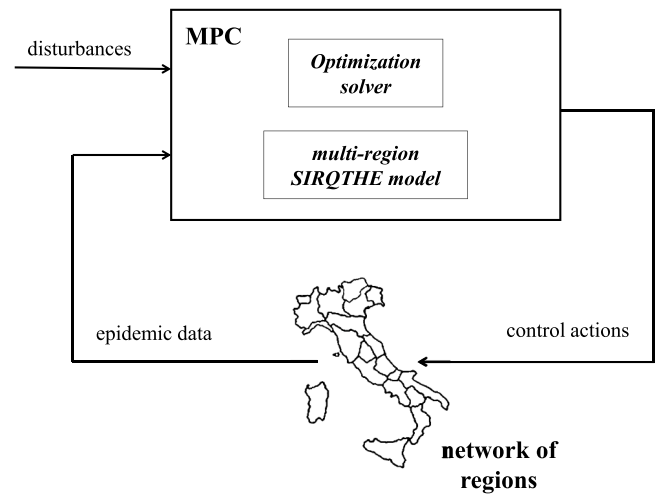 disturbances
MPC
Optimization
solver
multi-region
SIRQTHE model
epidemic data
control actions
network of
regions